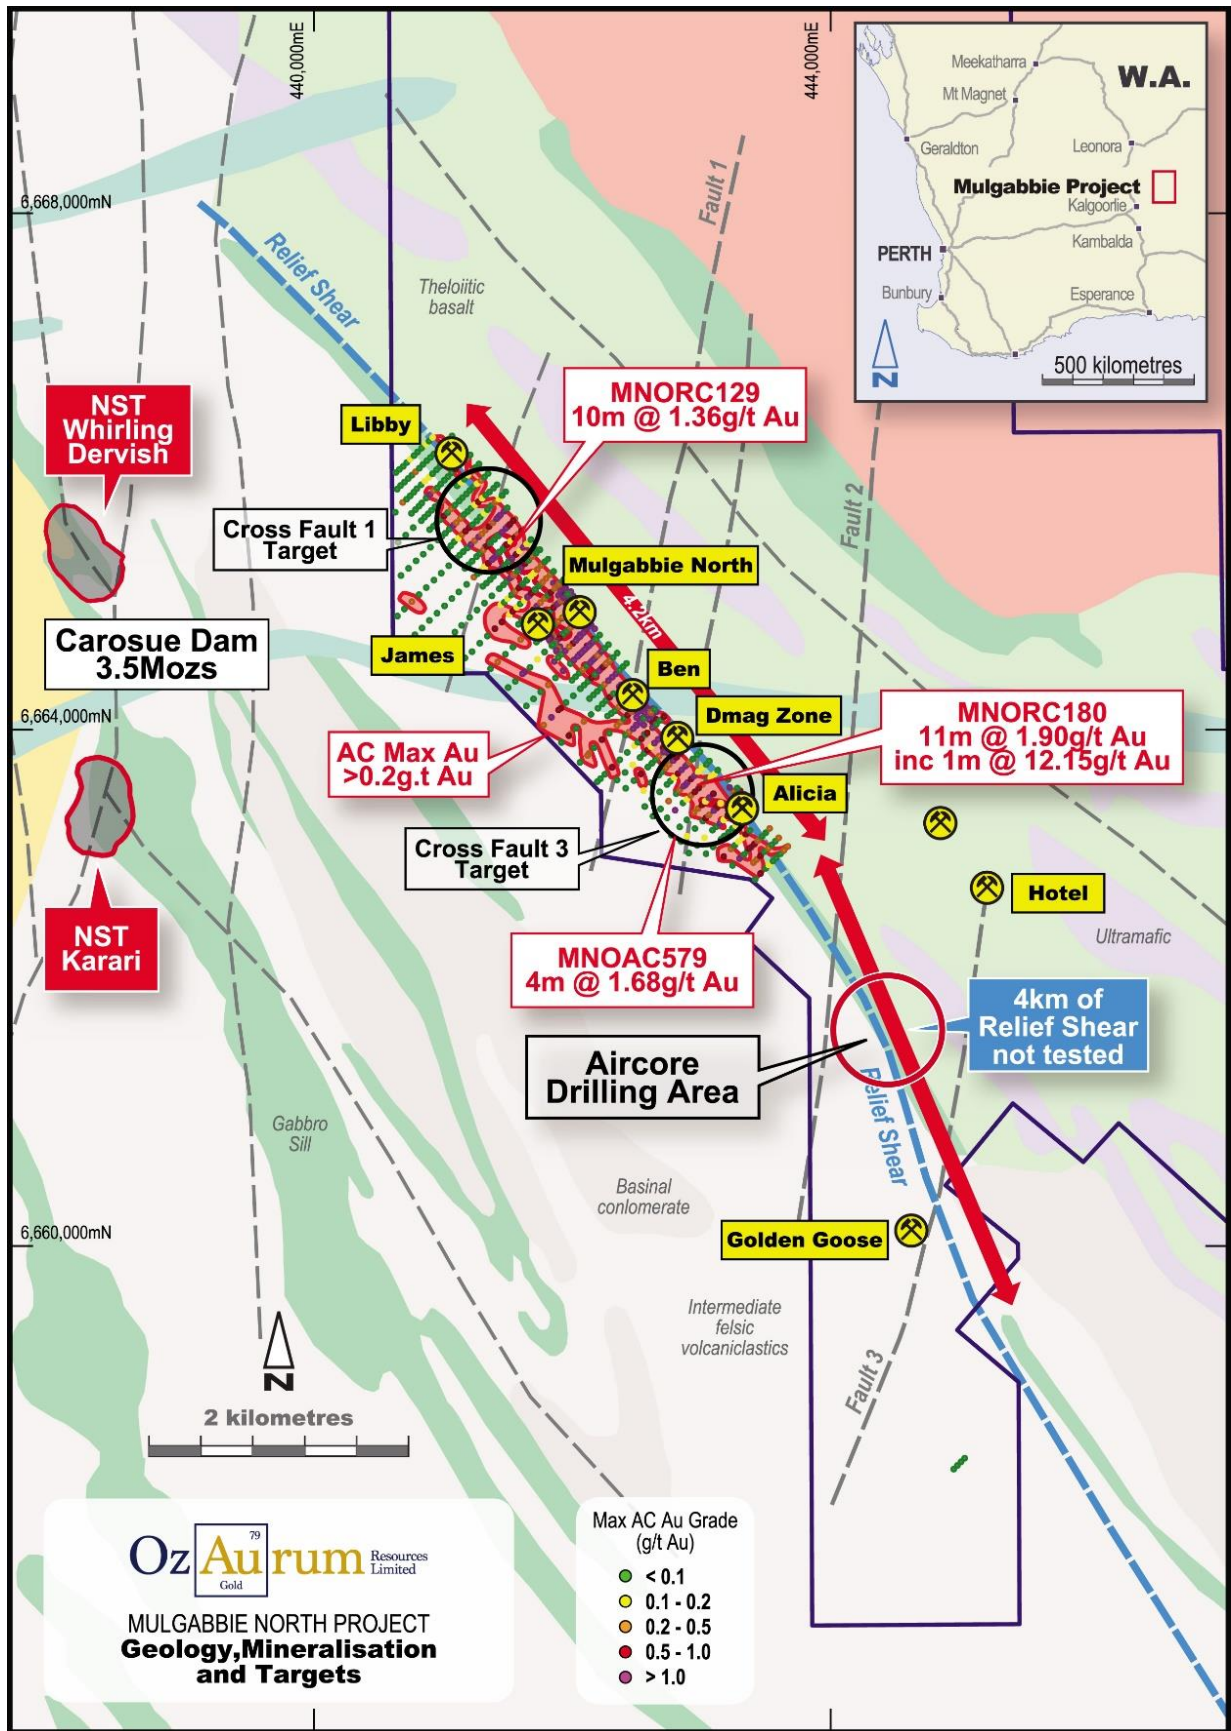 440,000mE
444,000mE
6,668,000mN
6,664,000mN
6,660,000mN
Meekatharra
W.A.
Mt Magnet
Geraldton
Leonora
Mulgabbie Project
Kalgoorlie
PERTH
Kambalda
Bunbury
Esperance
N
500 kilometres
Fault 1
Relief Shear
Theloiitic
basalt
NST
Whirling
Dervish
MNORC129
10m @ 1.36g/t Au
Libby
Fault 2
Cross Fault 1
Target
Mulgabbie North
4.2km
Carosue Dam
3.5Mozs
James
Ben
Dmag Zone
MNORC180
11m @ 1.90g/t Au
inc 1m @ 12.15g/t Au
AC Max Au
>0.2g.t Au
Alicia
Cross Fault 3
Target
Hotel
NST
Karari
Ultramafic
MNOAC579
4m @ 1.68g/t Au
4km of
Relief Shear
not tested
Aircore
Drilling Area
Relief Shear
Gabbro
Sill
Basinal
conlomerate
Golden Goose
Intermediate
felsic
volcaniclastics
Fault 3
N
2 kilometres
Oz Au rum
79
Gold
Resources
Limited
MULGABBIE NORTH PROJECT
Geology,Mineralisation
and Targets
Max AC Au Grade
(g/t Au)
< 0.1
0.1 - 0.2
0.2 - 0.5
0.5 - 1.0
> 1.0